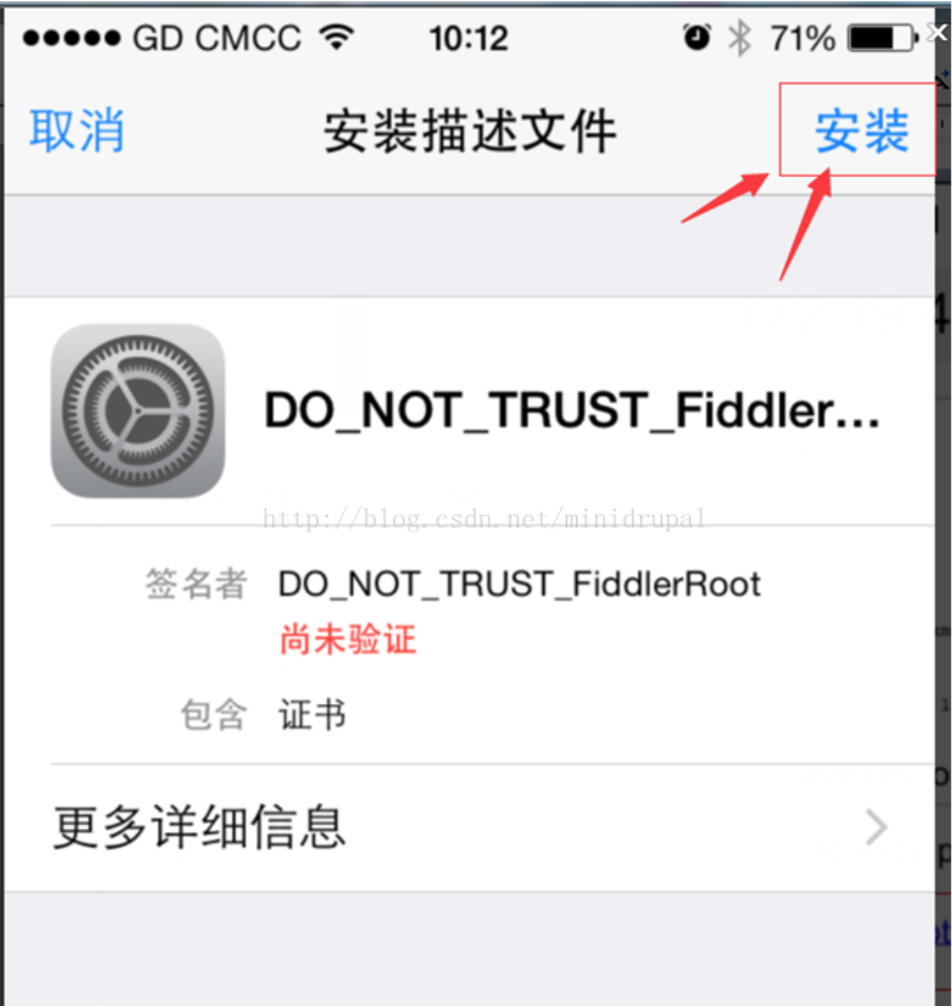 GD CMCC 10:12 71%
取消 安装描述文件 安装
DO_NOT_TRUST_Fiddler...
http://blog.csdn.net/minidrupal
签名者 DO_NOT_TRUST_FiddlerRoot
尚未验证
包含 证书
更多详细信息